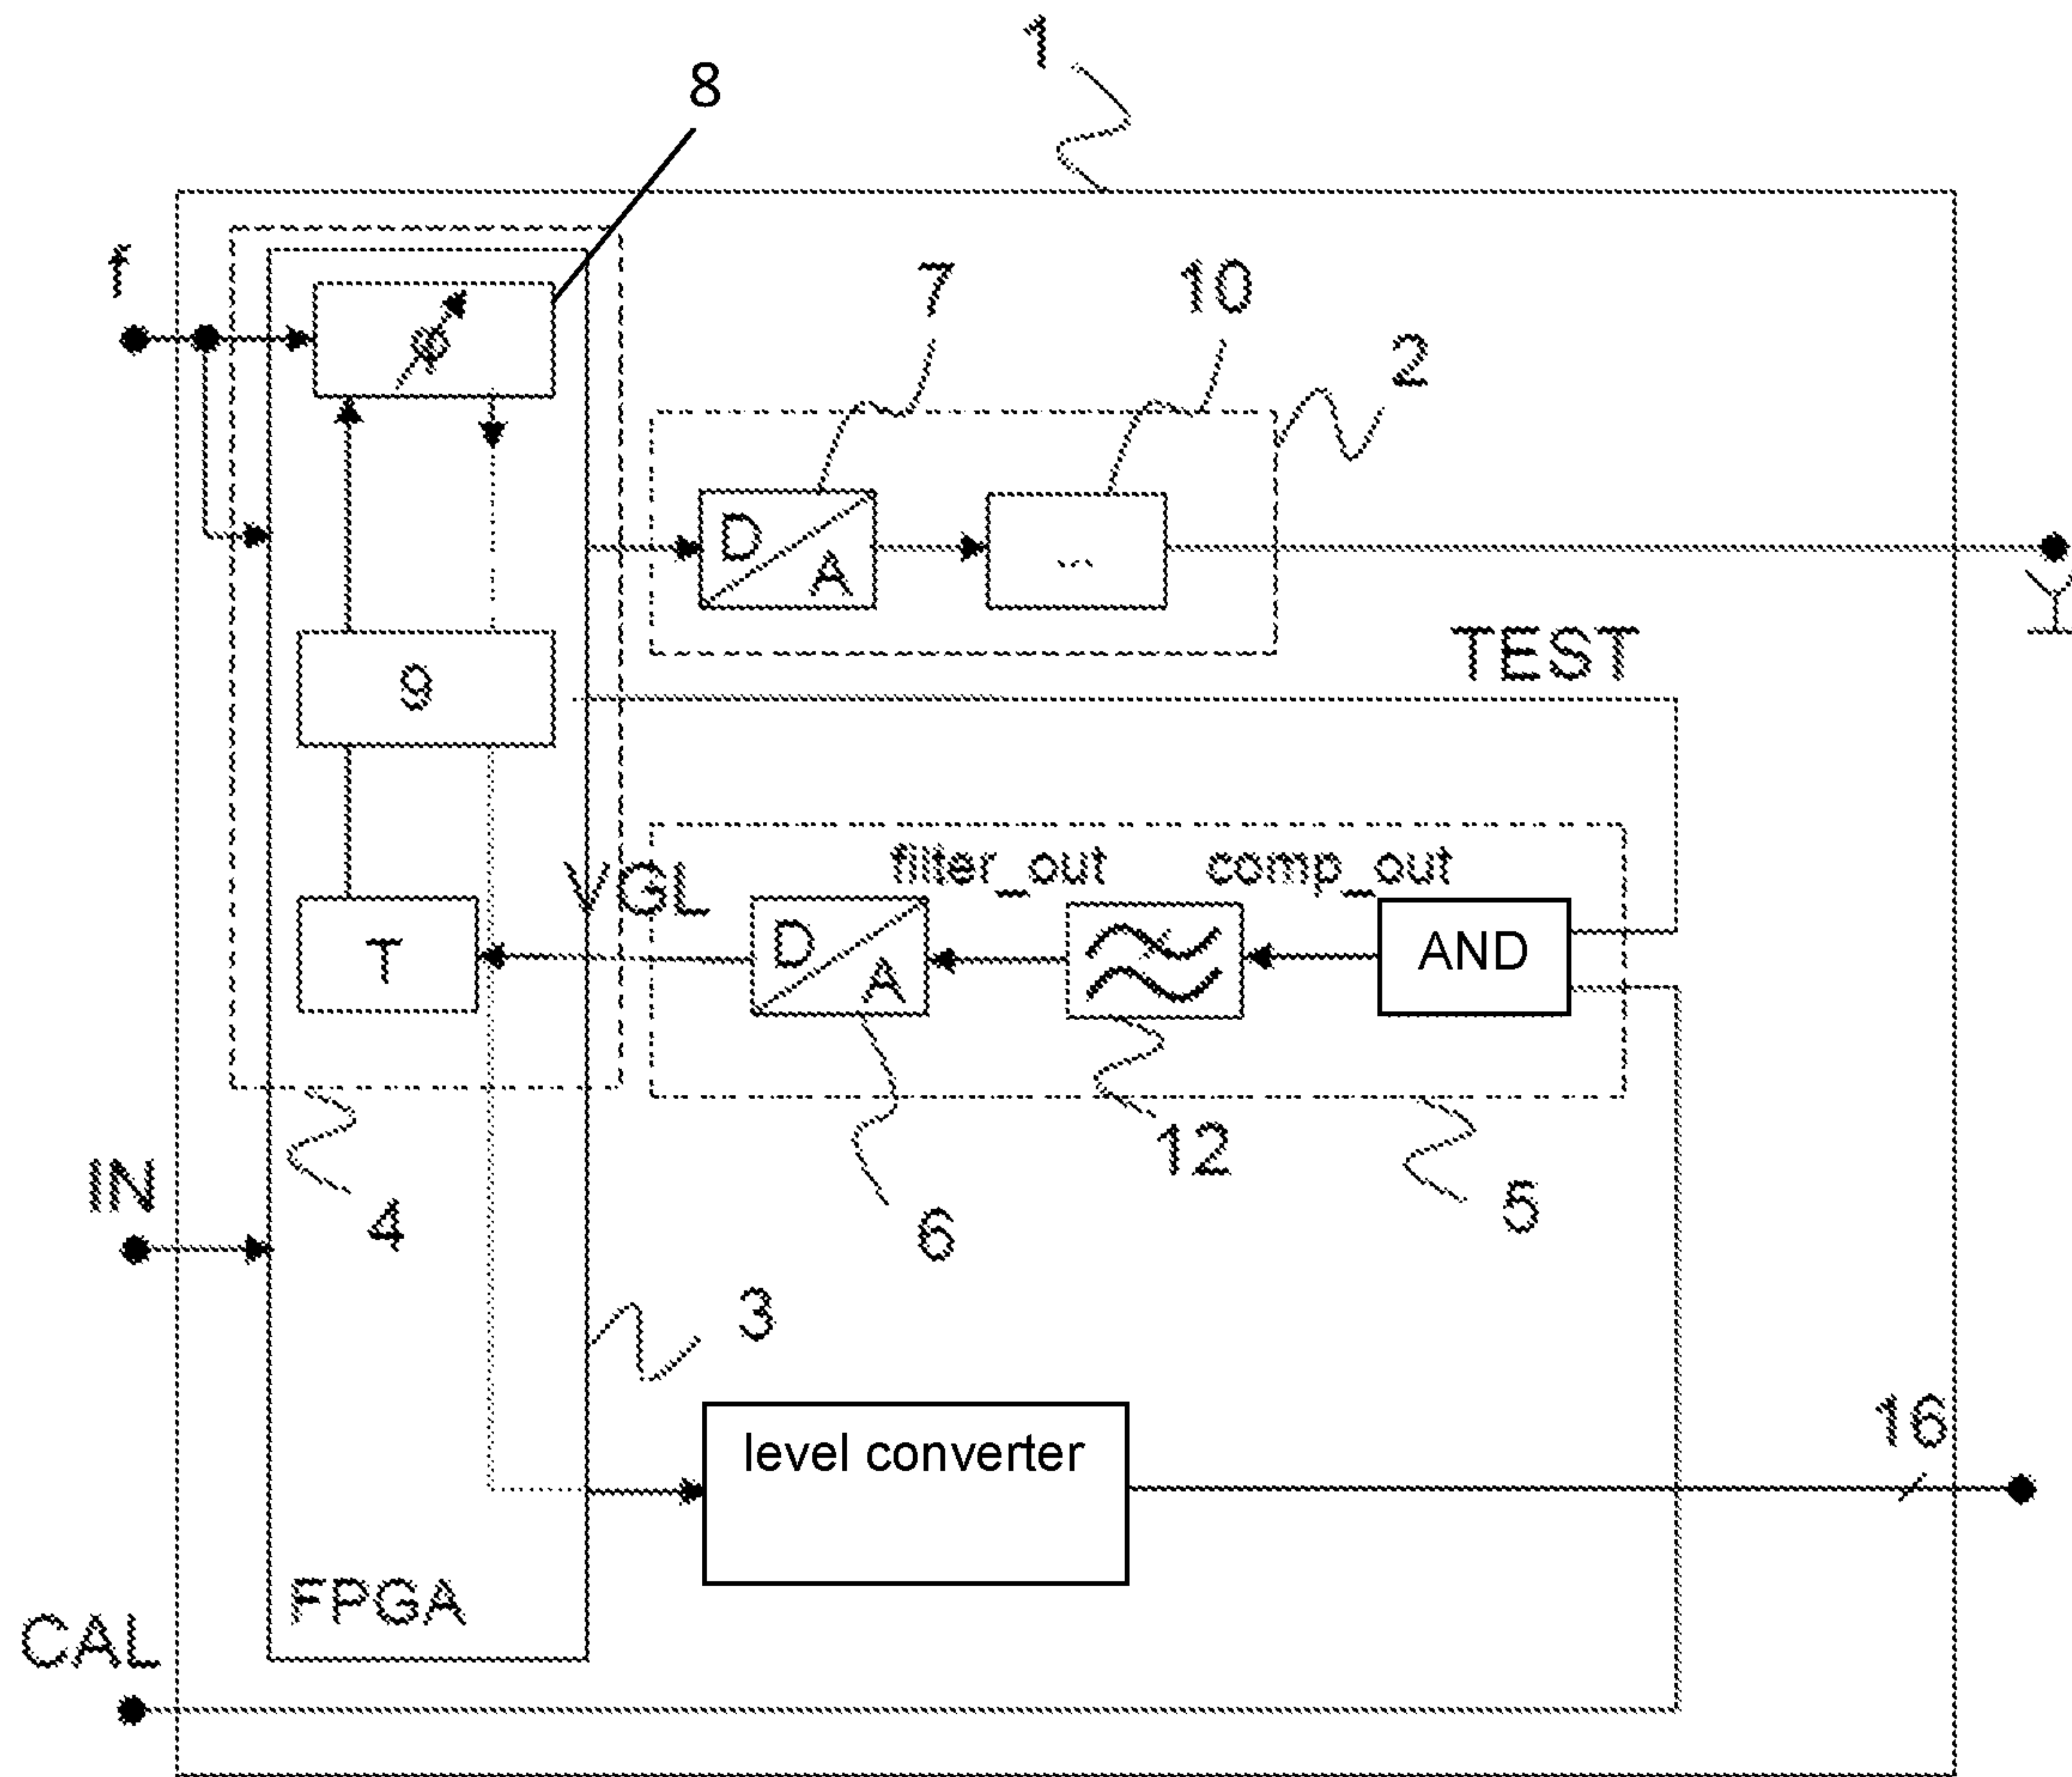 1
8
f
φ
7
10
2
D
A
...
Y
TEST
9
filter_out
comp_out
VGL
T
D
A
AND
12
4
6
5
IN
3
level converter
16
FPGA
CAL